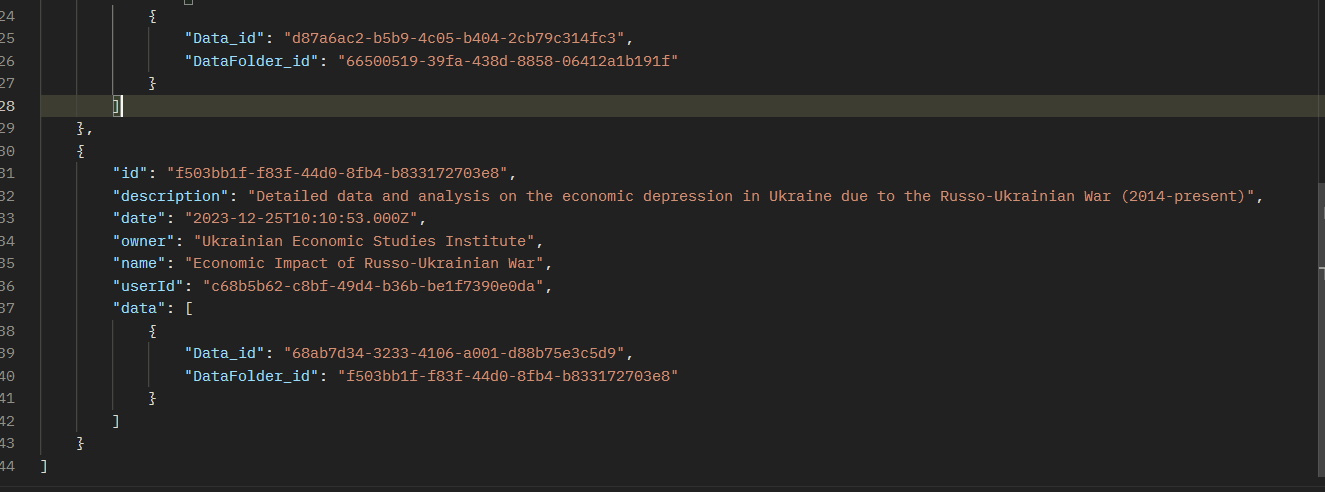 24 {
25 "Data_id": "d87a6ac2-b5b9-4c05-b404-2cb79c314fc3",
26 "DataFolder_id": "66500519-39fa-438d-8858-06412a1b191f"
27 }
28 ]
29 },
30 {
31 "id": "f503bb1f-f83f-44d0-8fb4-b833172703e8",
32 "description": "Detailed data and analysis on the economic depression in Ukraine due to the Russo-Ukrainian War (2014-present)",
33 "date": "2023-12-25T10:10:53.000Z",
34 "owner": "Ukrainian Economic Studies Institute",
35 "name": "Economic Impact of Russo-Ukrainian War",
36 "userId": "c68b5b62-c8bf-49d4-b36b-be1f7390e0da",
37 "data": [
38 {
39 "Data_id": "68ab7d34-3233-4106-a001-d88b75e3c5d9",
40 "DataFolder_id": "f503bb1f-f83f-44d0-8fb4-b833172703e8"
41 }
42 ]
43 }
44 ]